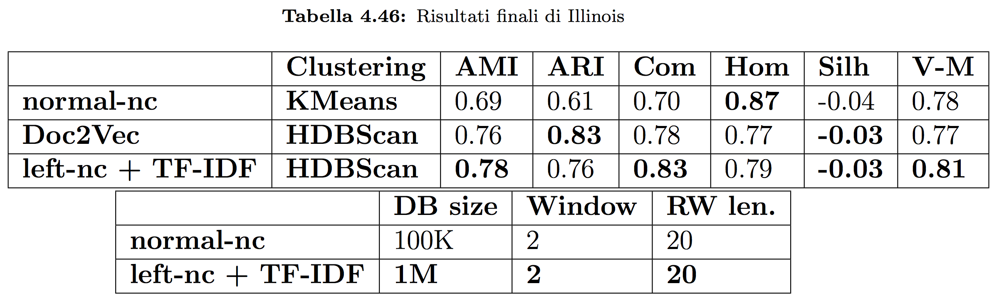 Tabella 4.46: Risultati finali di Illinois
Clustering AMI ARI Com Hom Silh V-M
normal-nc KMeans 0.69 0.61 0.70 0.87 -0.04 0.78
Doc2Vec HDBScan 0.76 0.83 0.78 0.77 -0.03 0.77
left-nc + TF-IDF HDBScan 0.78 0.76 0.83 0.79 -0.03 0.81
DB size Window RW len.
normal-nc 100K 2 20
left-nc + TF-IDF 1M 2 20